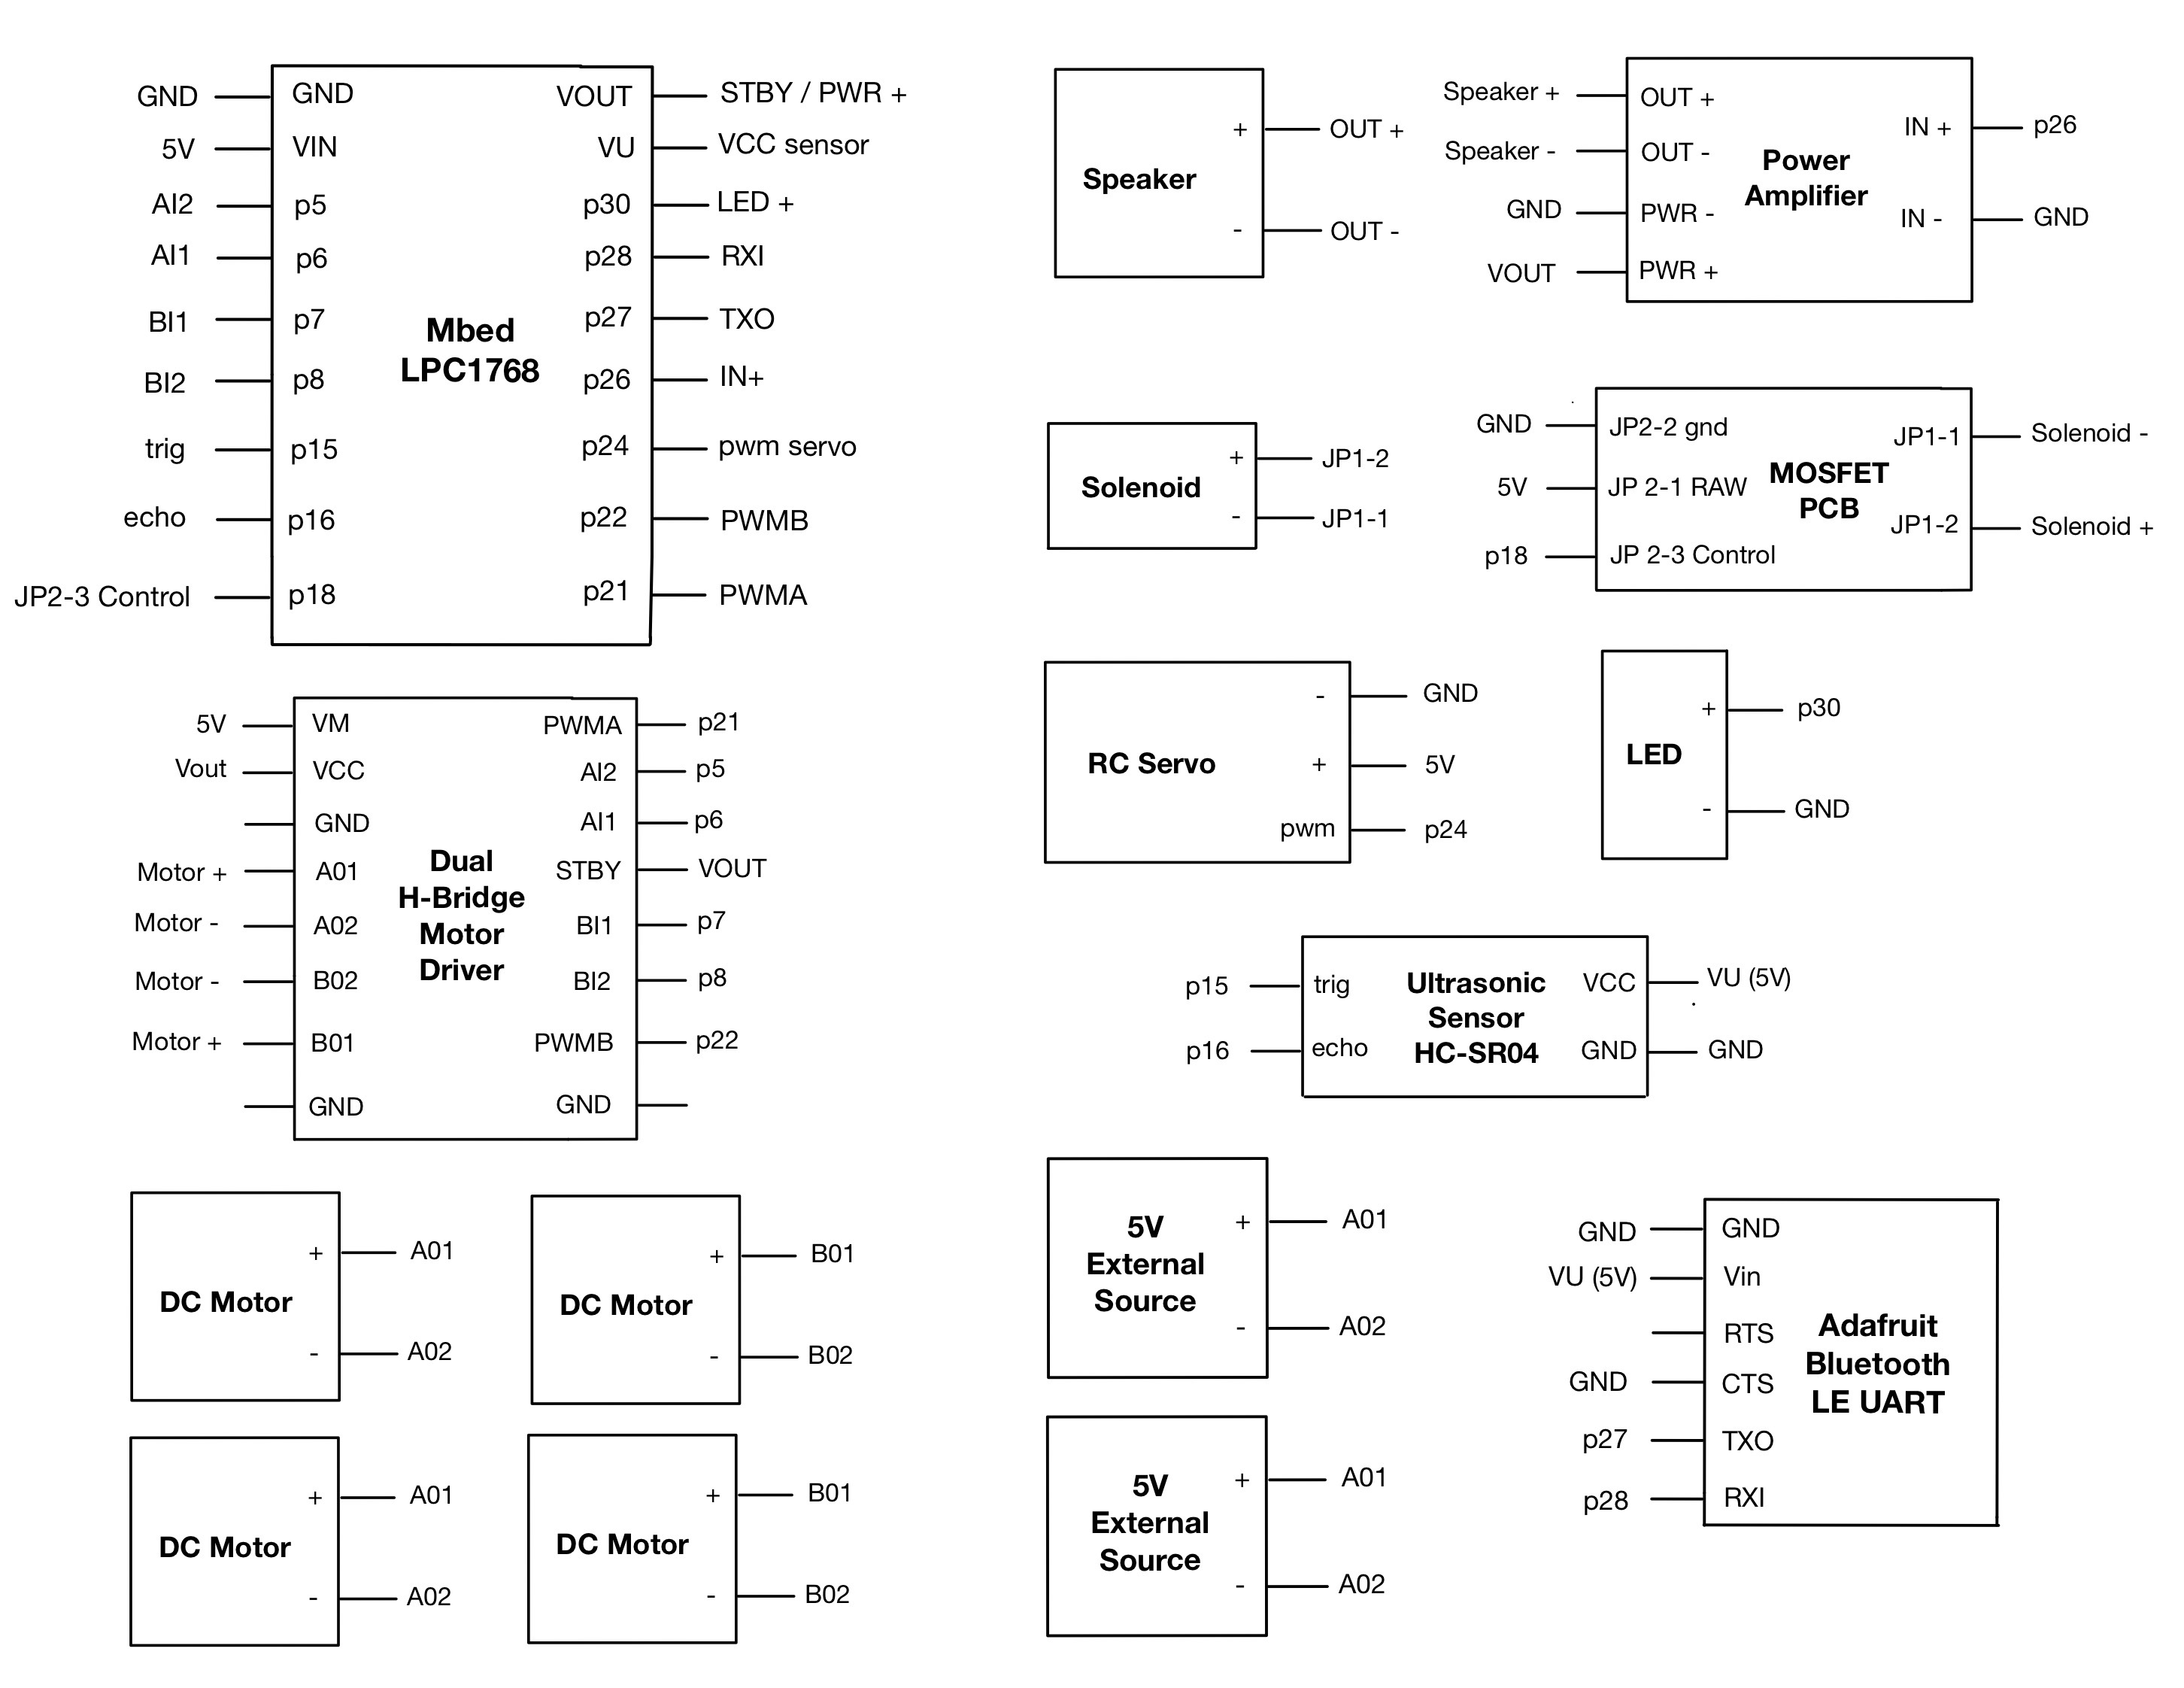 GND GND VOUT STBY / PWR +
5V VIN VU VCC sensor
AI2 p5 p30 LED +
AI1 p6 p28 RXI
BI1 p7 p27 TXO
Mbed
LPC1768
BI2 p8 p26 IN+
trig p15 p24 pwm servo
echo p16 p22 PWMB
JP2-3 Control p18 p21 PWMA
Speaker
+ OUT +
- OUT -
Speaker + OUT +
Speaker - OUT -
GND PWR -
VOUT PWR +
Power
Amplifier
IN + p26
IN - GND
Solenoid
+ JP1-2
- JP1-1
GND JP2-2 gnd
5V JP 2-1 RAW
p18 JP 2-3 Control
MOSFET
PCB
JP1-1 Solenoid -
JP1-2 Solenoid +
5V VM PWMA p21
Vout VCC AI2 p5
GND AI1 p6
Motor + A01 STBY VOUT
Motor - A02 BI1 p7
Motor - B02 BI2 p8
Motor + B01 PWMB p22
GND GND
Dual
H-Bridge
Motor
Driver
RC Servo
- GND
+ 5V
pwm p24
LED
+ p30
- GND
p15 trig
p16 echo
Ultrasonic
Sensor
HC-SR04
VCC VU (5V)
GND GND
DC Motor
+ A01
- A02
DC Motor
+ B01
- B02
DC Motor
+ A01
- A02
DC Motor
+ B01
- B02
5V
External
Source
+ A01
- A02
5V
External
Source
+ A01
- A02
GND GND
VU (5V) Vin
RTS
GND CTS
p27 TXO
p28 RXI
Adafruit
Bluetooth
LE UART